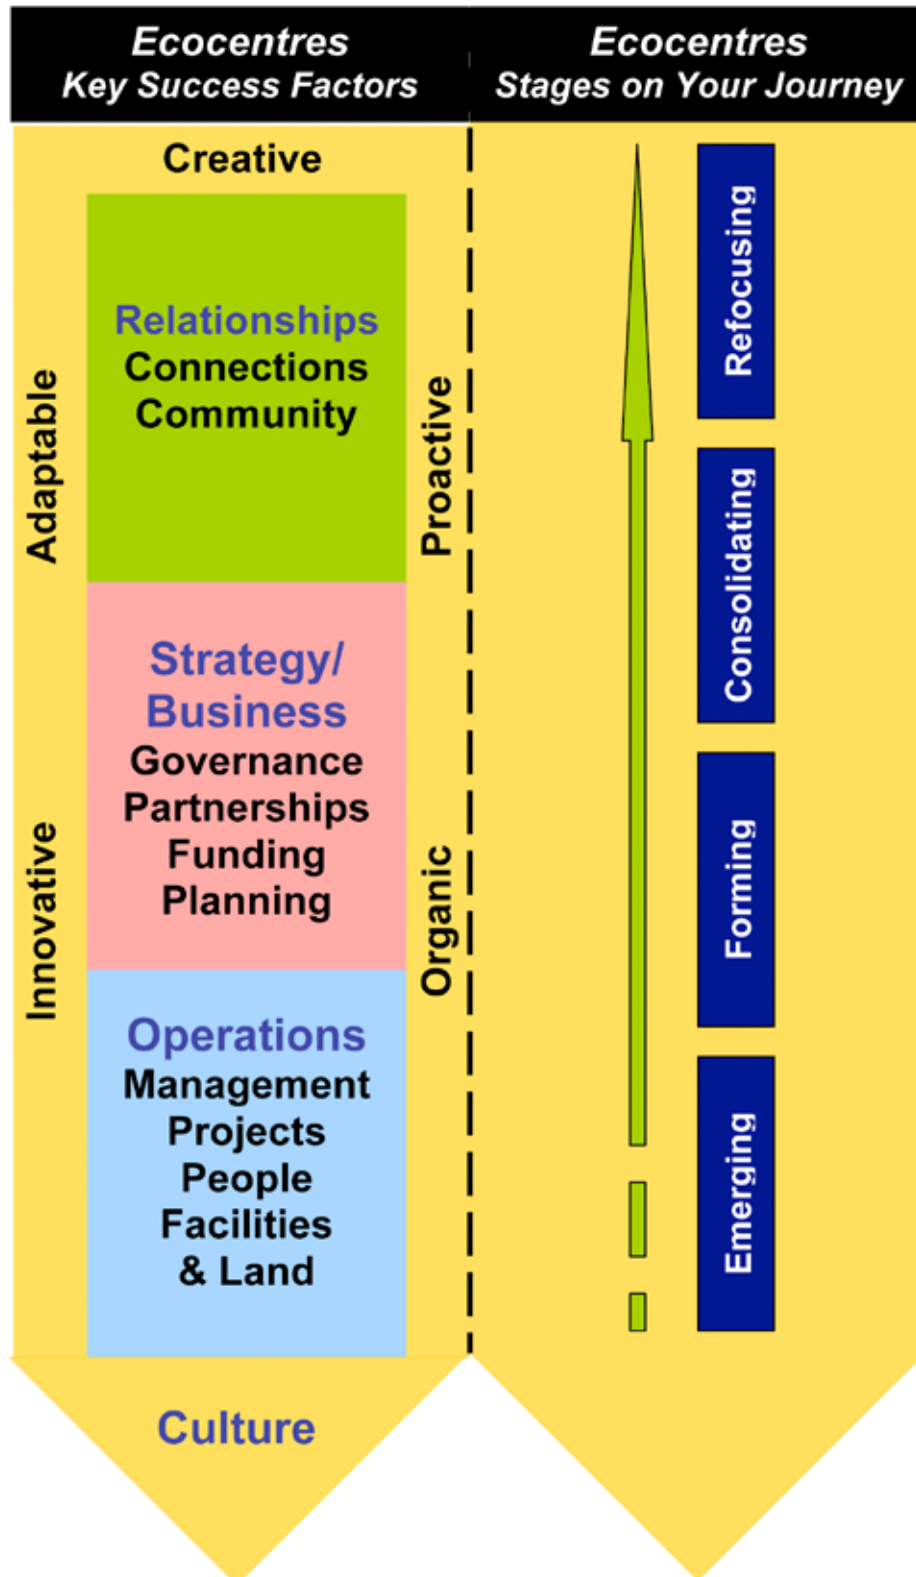 Ecocentres
Key Success Factors
Creative
Adaptable
Innovative
Relationships
Connections
Community
Strategy/
Business
Governance
Partnerships
Funding
Planning
Operations
Management
Projects
People
Facilities
& Land
Proactive
Organic
Culture
Ecocentres
Stages on Your Journey
Refocusing
Consolidating
Forming
Emerging